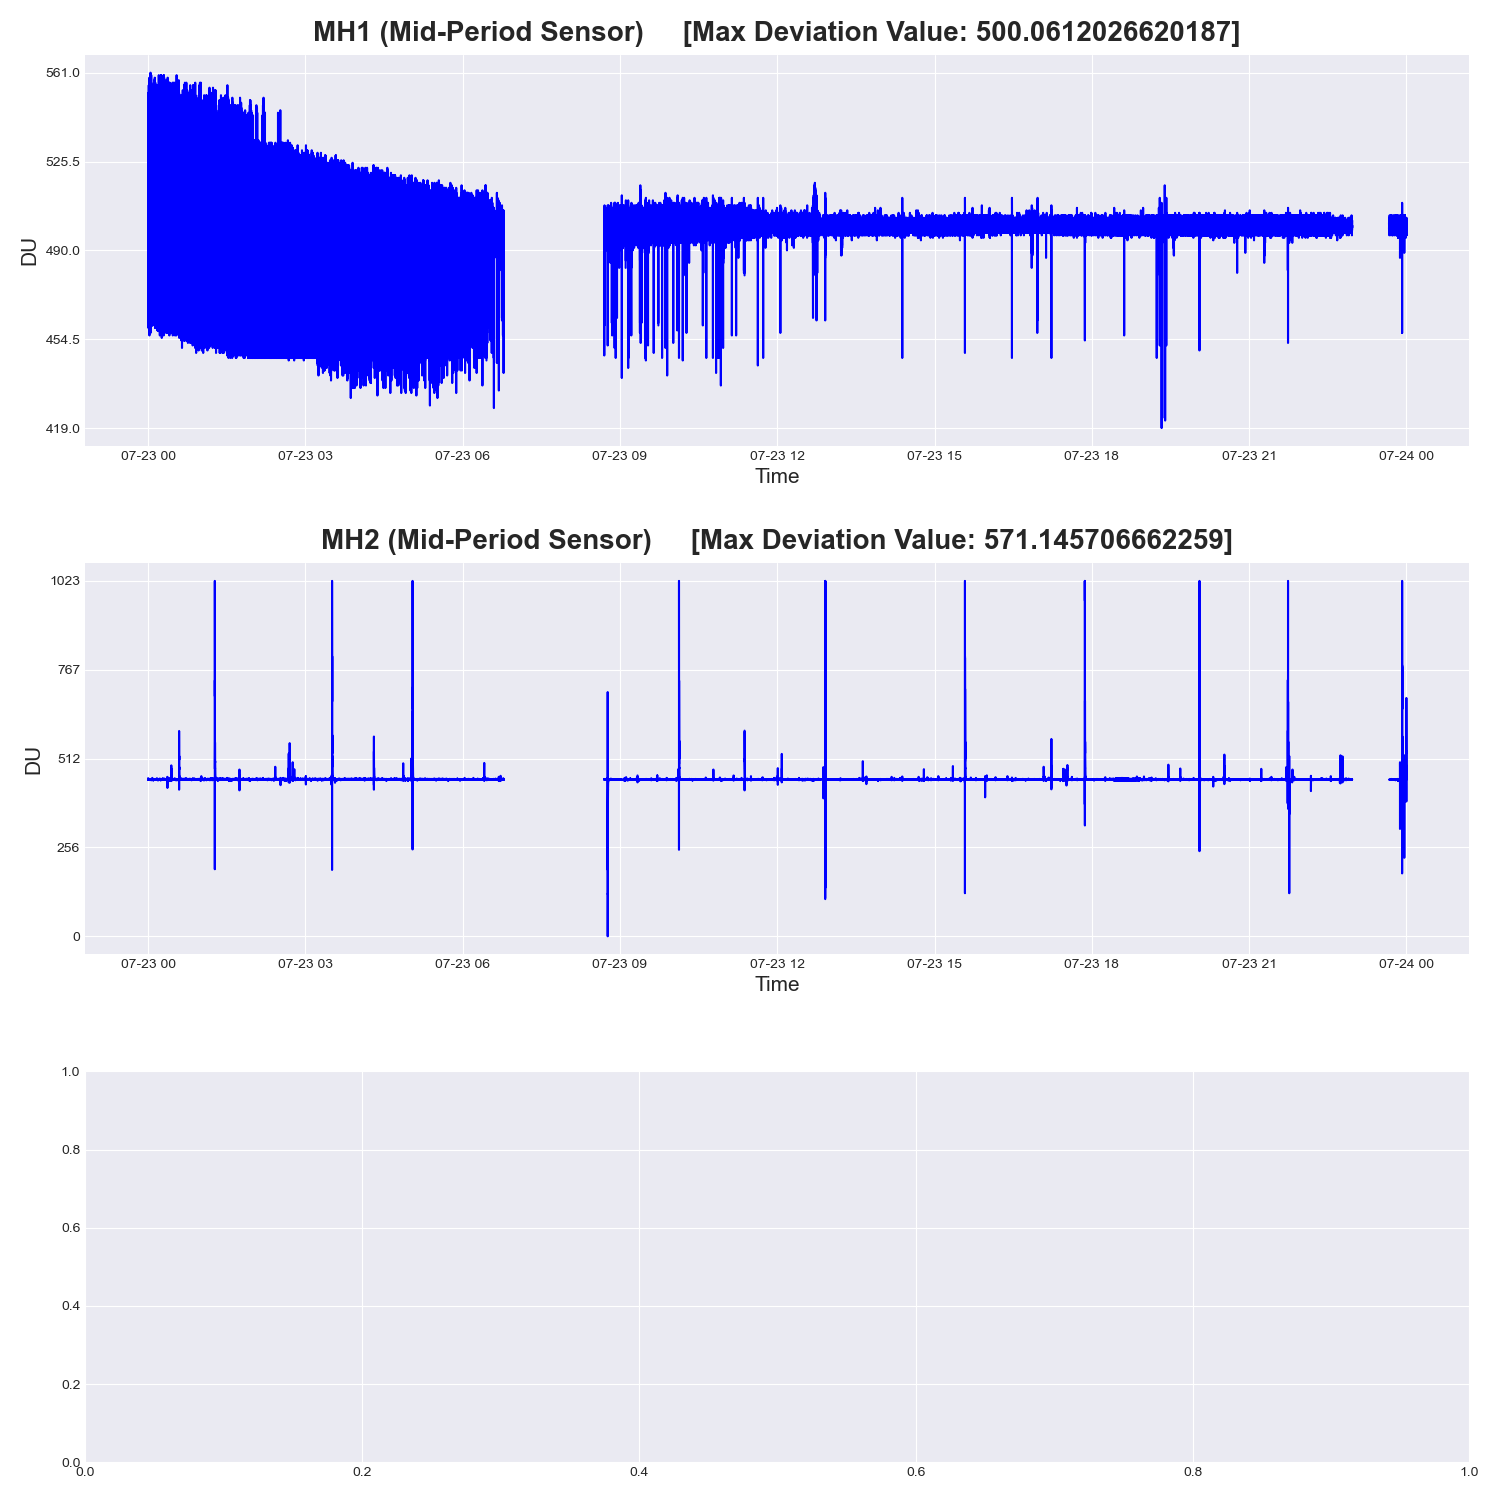 MH1 (Mid-Period Sensor) [Max Deviation Value: 500.0612026620187]
561.0
525.5
490.0
454.5
419.0
DU
07-23 00 07-23 03 07-23 06 07-23 09 07-23 12 07-23 15 07-23 18 07-23 21 07-24 00
Time
MH2 (Mid-Period Sensor) [Max Deviation Value: 571.145706662259]
1023
767
512
256
0
DU
07-23 00 07-23 03 07-23 06 07-23 09 07-23 12 07-23 15 07-23 18 07-23 21 07-24 00
Time
1.0
0.8
0.6
0.4
0.2
0.0
0.0 0.2 0.4 0.6 0.8 1.0